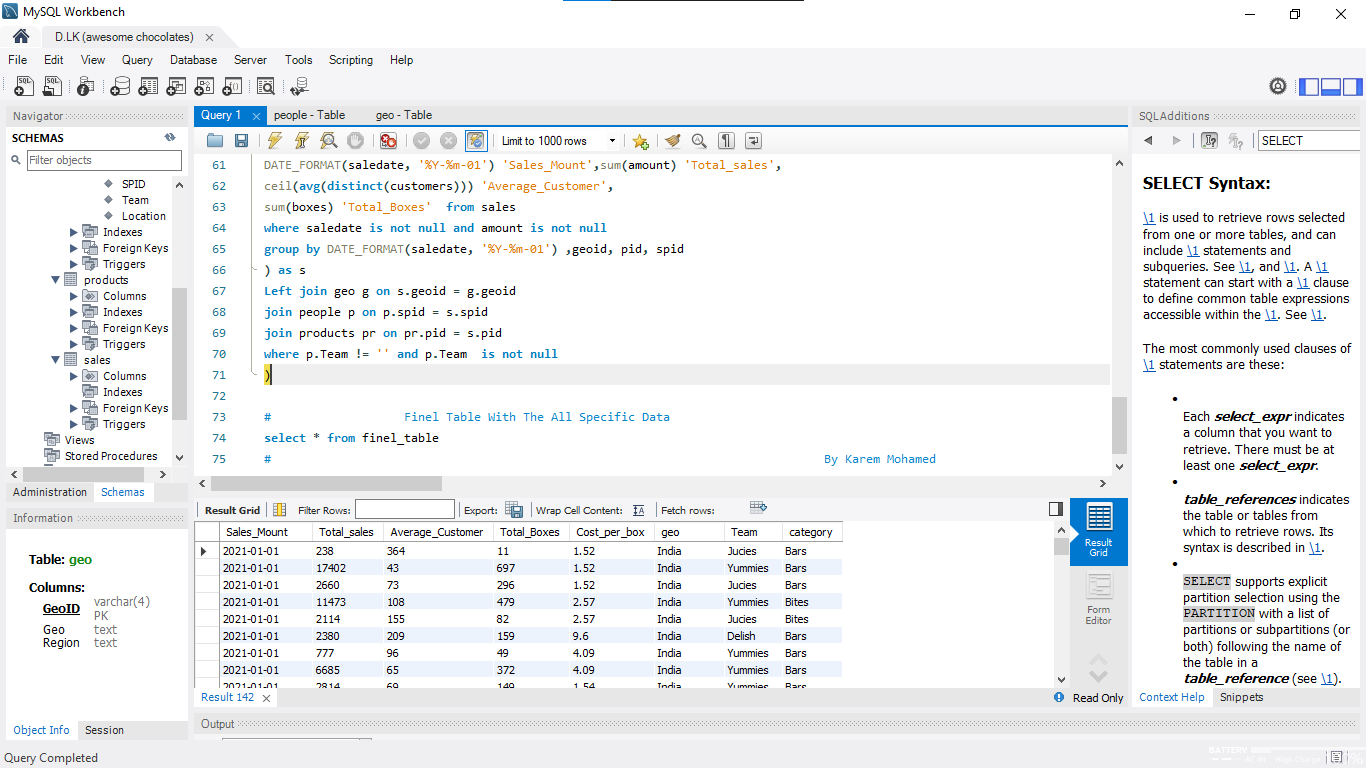 MySQL Workbench
D.LK (awesome chocolates)
File Edit View Query Database Server Tools Scripting Help
Navigator
SCHEMAS
Filter objects
SPID
Team
Location
Indexes
Foreign Keys
Triggers
products
Columns
Indexes
Foreign Keys
Triggers
sales
Columns
Indexes
Foreign Keys
Triggers
Views
Stored Procedures
Administration Schemas
Information
Table: geo
Columns:
GeoID varchar(4)
PK
Geo text
Region text
Object Info Session
Query Completed
Query 1 people - Table geo - Table
Limit to 1000 rows
61 DATE_FORMAT(saledate, '%Y-%m-01') 'Sales_Mount',sum(amount) 'Total_sales',
62 ceil(avg(distinct(customers))) 'Average_Customer',
63 sum(boxes) 'Total_Boxes'  from sales
64 where saledate is not null and amount is not null
65 group by DATE_FORMAT(saledate, '%Y-%m-01') ,geoid, pid, spid
66 ) as s
67 Left join geo g on s.geoid = g.geoid
68 join people p on p.spid = s.spid
69 join products pr on pr.pid = s.pid
70 where p.Team != '' and p.Team  is not null
71 )
72
73 # Finel Table With The All Specific Data
74 select * from finel_table
75 # By Karem Mohamed
Result Grid Filter Rows: Export: Wrap Cell Content: Fetch rows:
Sales_Mount Total_sales Average_Customer Total_Boxes Cost_per_box geo Team category
2021-01-01 238 364 11 1.52 India Jucies Bars
2021-01-01 17402 43 697 1.52 India Yummies Bars
2021-01-01 2660 73 296 1.52 India Jucies Bars
2021-01-01 11473 108 479 2.57 India Yummies Bites
2021-01-01 2114 155 82 2.57 India Jucies Bites
2021-01-01 2380 209 159 9.6 India Delish Bars
2021-01-01 777 96 49 4.09 India Yummies Bars
2021-01-01 6685 65 372 4.09 India Yummies Bars
2021-01-01 2814 69 149 1.54 India Yummies Bars
Result Grid
Form Editor
Result 142
Read Only
Output
SQLAdditions
SELECT
SELECT Syntax:
\1 is used to retrieve rows selected
from one or more tables, and can
include \1 statements and
subqueries. See \1, and \1. A \1
statement can start with a \1 clause
to define common table expressions
accessible within the \1. See \1.
The most commonly used clauses of
\1 statements are these:
•
Each select_expr indicates
a column that you want to
retrieve. There must be at
least one select_expr.
•
table_references indicates
the table or tables from
which to retrieve rows. Its
syntax is described in \1.
•
SELECT supports explicit
partition selection using the
PARTITION with a list of
partitions or subpartitions (or
both) following the name of
the table in a
table_reference (see \1).
Context Help Snippets
BATTERY